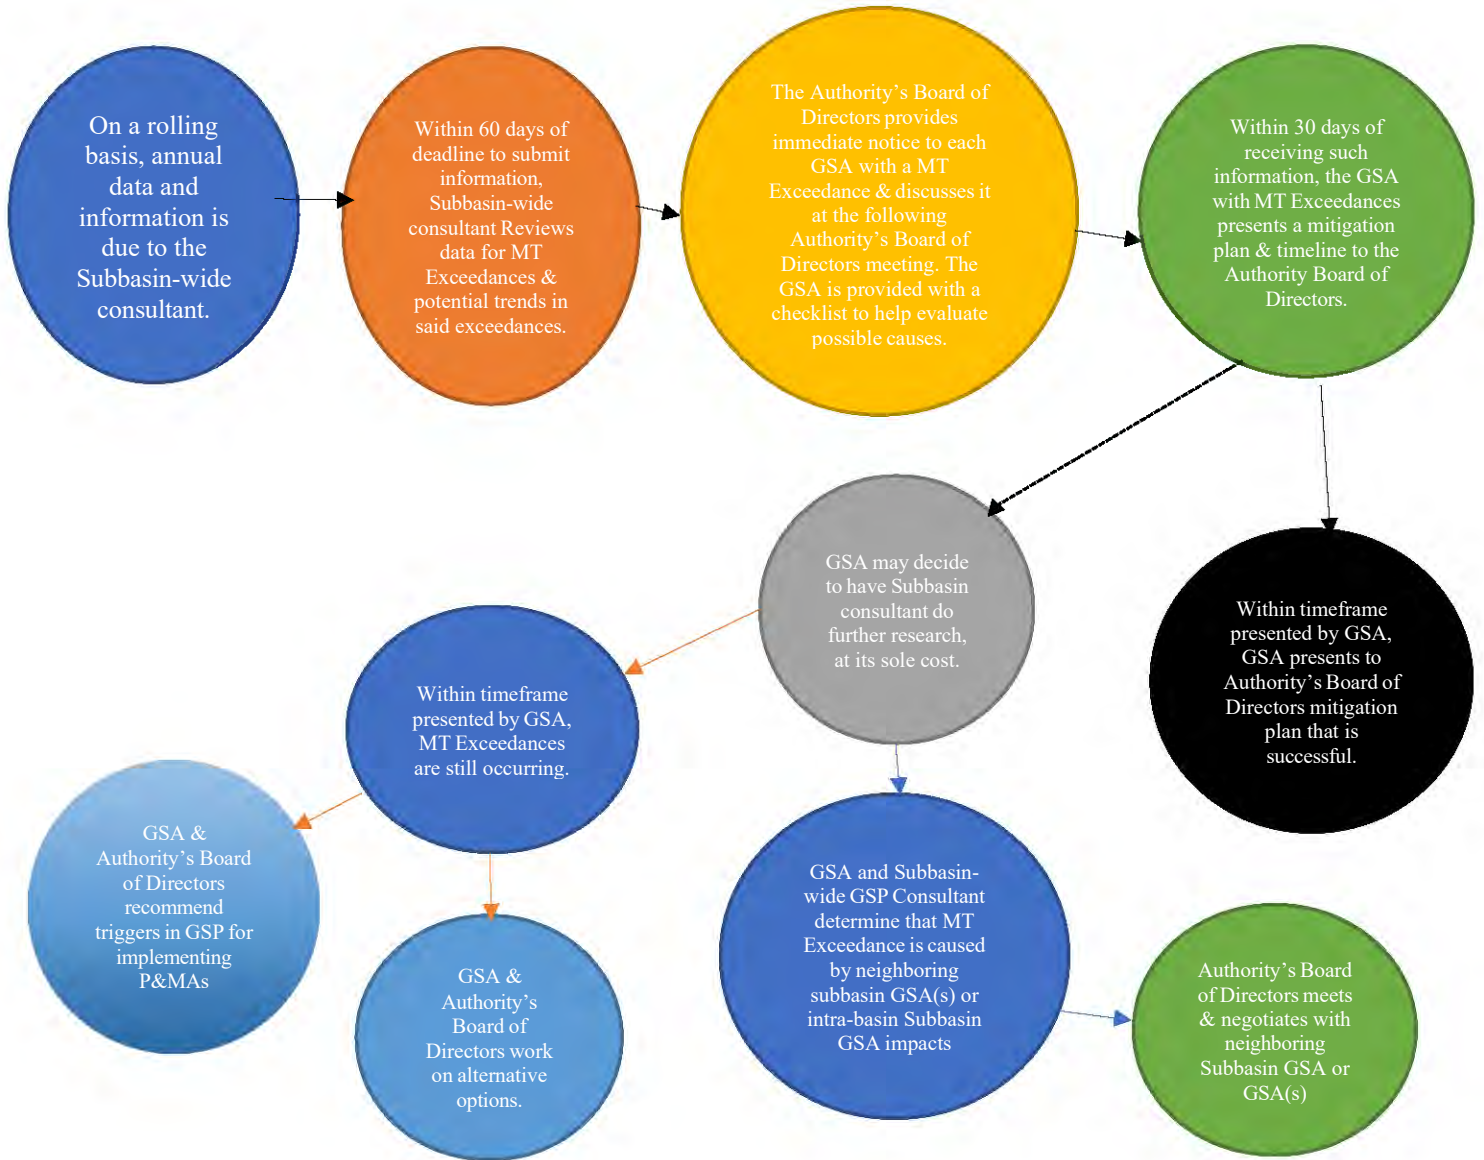 On a rolling
basis, annual
data and
information is
due to the
Subbasin-wide
consultant.
Within 60 days of
deadline to submit
information,
Subbasin-wide
consultant Reviews
data for MT
Exceedances &
potential trends in
said exceedances.
The Authority’s Board of
Directors provides
immediate notice to each
GSA with a MT
Exceedance & discusses it
at the following
Authority’s Board of
Directors meeting. The
GSA is provided with a
checklist to help evaluate
possible causes.
Within 30 days of
receiving such
information, the GSA
with MT Exceedances
presents a mitigation
plan & timeline to the
Authority Board of
Directors.
GSA may decide
to have Subbasin
consultant do
further research,
at its sole cost.
Within timeframe
presented by GSA,
GSA presents to
Authority’s Board of
Directors mitigation
plan that is
successful.
Within timeframe
presented by GSA,
MT Exceedances
are still occurring.
GSA &
Authority’s Board
of Directors
recommend
triggers in GSP for
implementing
P&MAs
GSA &
Authority’s
Board of
Directors work
on alternative
options.
GSA and Subbasin-
wide GSP Consultant
determine that MT
Exceedance is caused
by neighboring
subbasin GSA(s) or
intra-basin Subbasin
GSA impacts
Authority’s Board
of Directors meets
& negotiates with
neighboring
Subbasin GSA or
GSA(s)